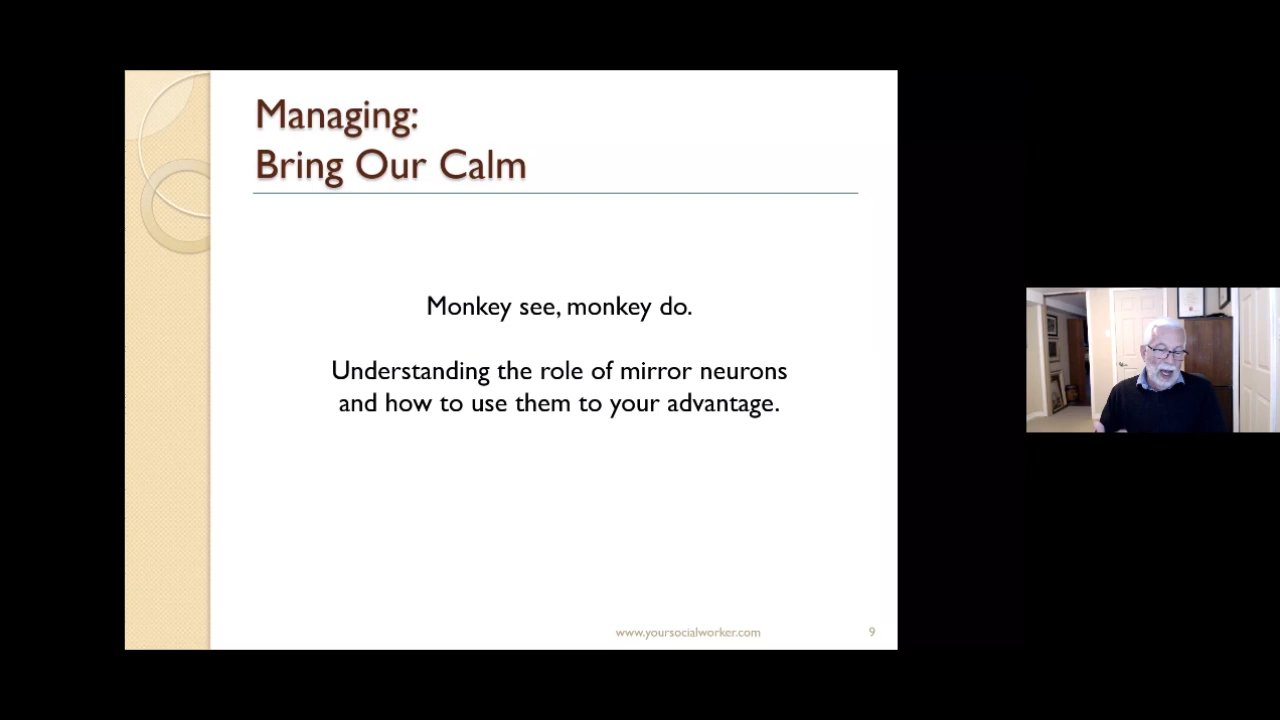 Managing:
Bring Our Calm
Monkey see, monkey do.
Understanding the role of mirror neurons
and how to use them to your advantage.
www.yoursocialworker.com
9